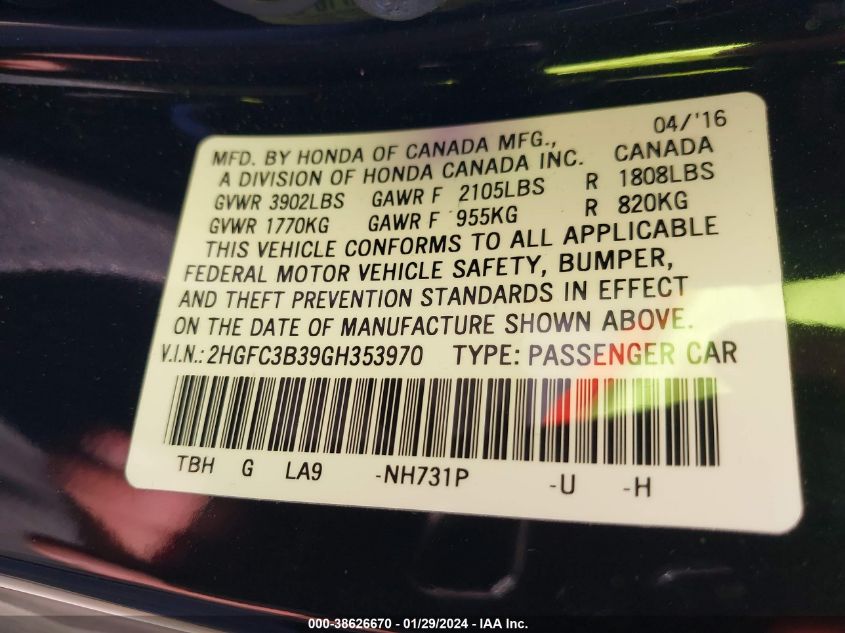 04/'16
MFD. BY HONDA OF CANADA MFG.,
A DIVISION OF HONDA CANADA INC. CANADA
GVWR 3902LBS GAWR F 2105LBS R 1808LBS
GVWR 1770KG GAWR F 955KG R 820KG
THIS VEHICLE CONFORMS TO ALL APPLICABLE
FEDERAL MOTOR VEHICLE SAFETY, BUMPER,
AND THEFT PREVENTION STANDARDS IN EFFECT
ON THE DATE OF MANUFACTURE SHOWN ABOVE.
V.I.N.: 2HGFC3B39GH353970 TYPE: PASSENGER CAR
TBH G LA9 -NH731P -U -H
000-38626670 - 01/29/2024 - IAA Inc.